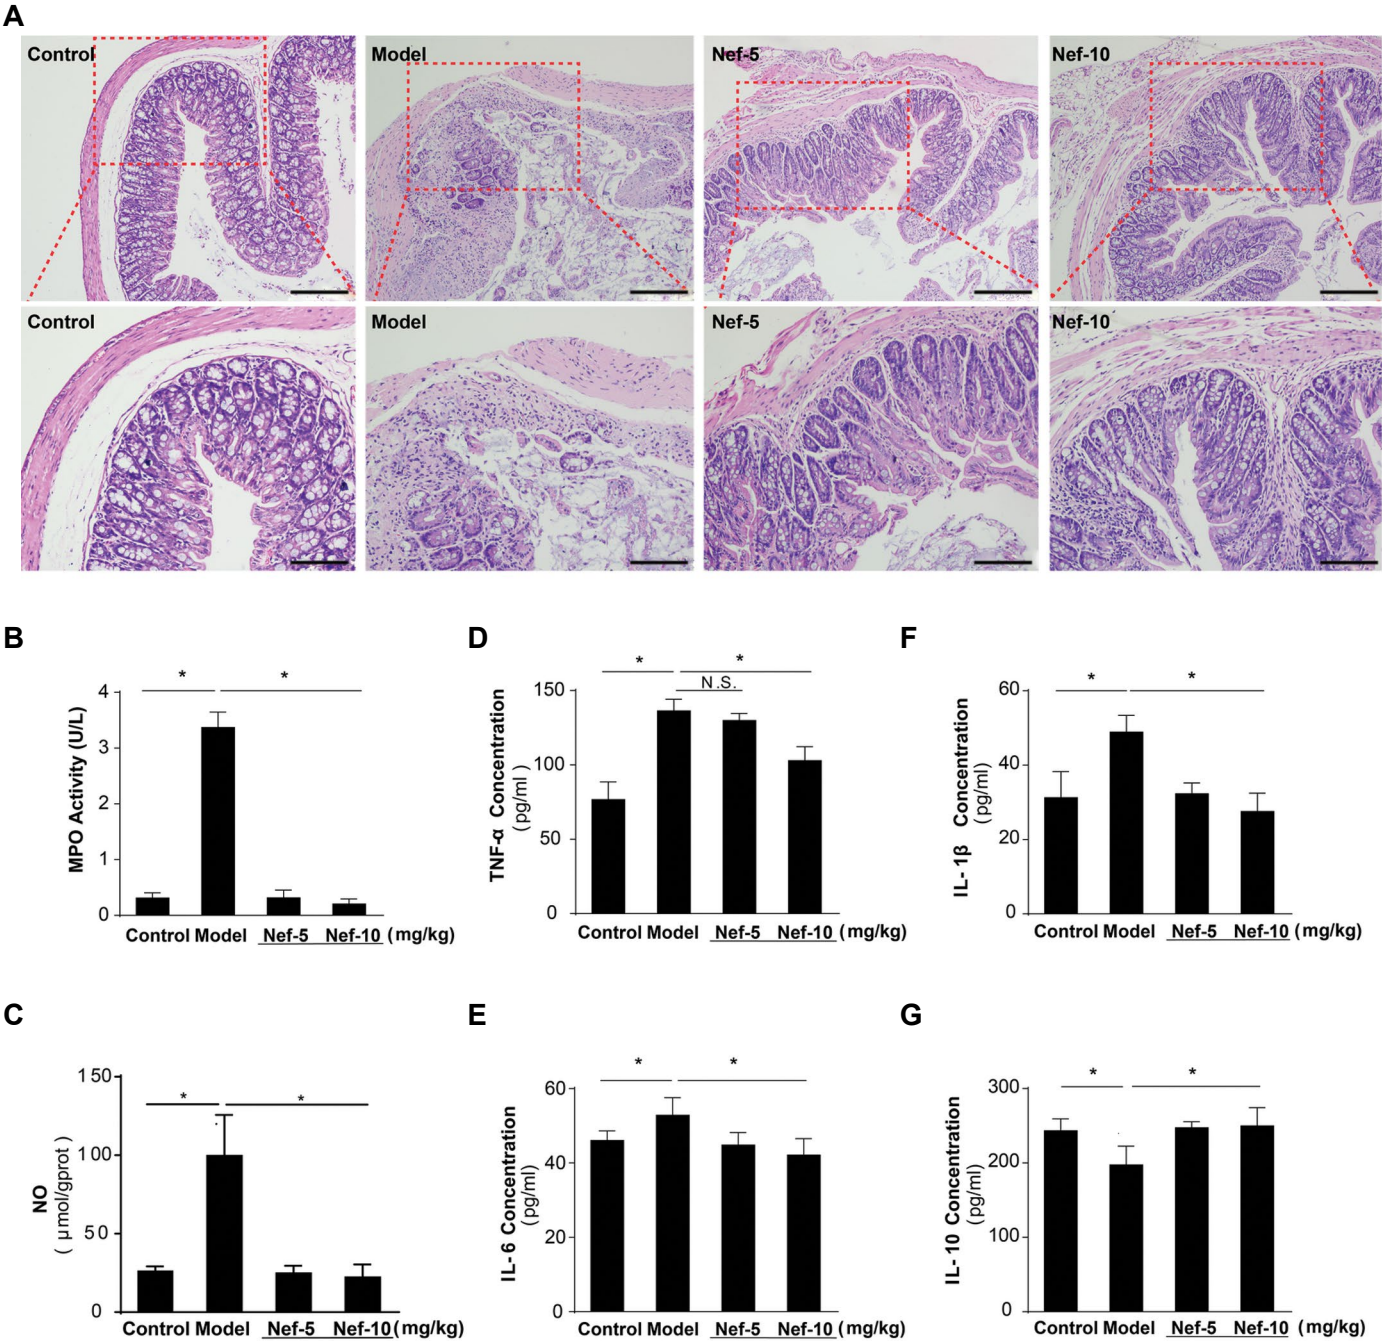 A
Control
Model
Nef-5
Nef-10
Control
Model
Nef-5
Nef-10
B
MPO Activity (U/L)
4
3
2
1
0
*
*
Control Model Nef-5 Nef-10 (mg/kg)
D
TNF-α Concentration
(pg/ml)
150
100
50
0
*
*
N.S.
Control Model Nef-5 Nef-10 (mg/kg)
F
IL-1β Concentration
(pg/ml)
60
40
20
0
*
*
Control Model Nef-5 Nef-10 (mg/kg)
C
NO
( μmol/gprot )
150
100
50
0
*
*
Control Model Nef-5 Nef-10 (mg/kg)
E
IL-6 Concentration
(pg/ml)
60
40
20
0
*
*
Control Model Nef-5 Nef-10 (mg/kg)
G
IL-10 Concentration
(pg/ml)
300
200
100
0
*
*
Control Model Nef-5 Nef-10 (mg/kg)